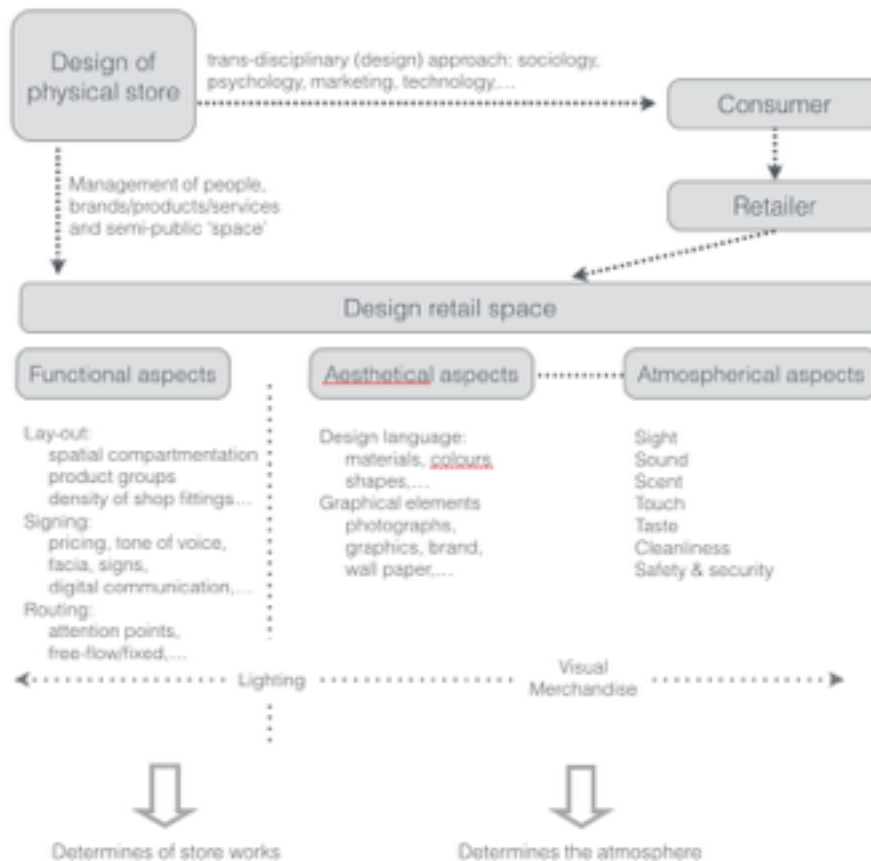 Design of
physical store
trans-disciplinary (design) approach: sociology,
psychology, marketing, technology,...
Consumer
Management of people,
brands/products/services
and semi-public 'space'
Retailer
Design retail space
Functional aspects
Aesthetical aspects
Atmospherical aspects
Lay-out:
spatial compartmentation
product groups
density of shop fittings...
Signing:
pricing, tone of voice,
facia, signs,
digital communication,...
Routing:
attention points,
free-flow/fixed,...
Design language:
materials, colours,
shapes,...
Graphical elements
photographs,
graphics, brand,
wall paper,...
Sight
Sound
Scent
Touch
Taste
Cleanliness
Safety & security
Lighting
Visual
Merchandise
Determines of store works
Determines the atmosphere